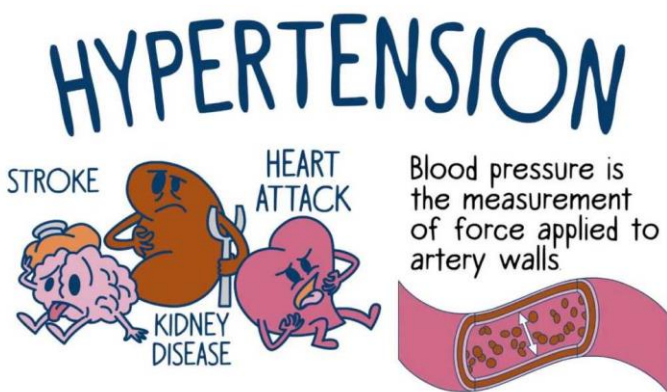 HYPERTENSION
STROKE
KIDNEY
DISEASE
HEART
ATTACK
Blood pressure is
the measurement
of force applied to
artery walls.